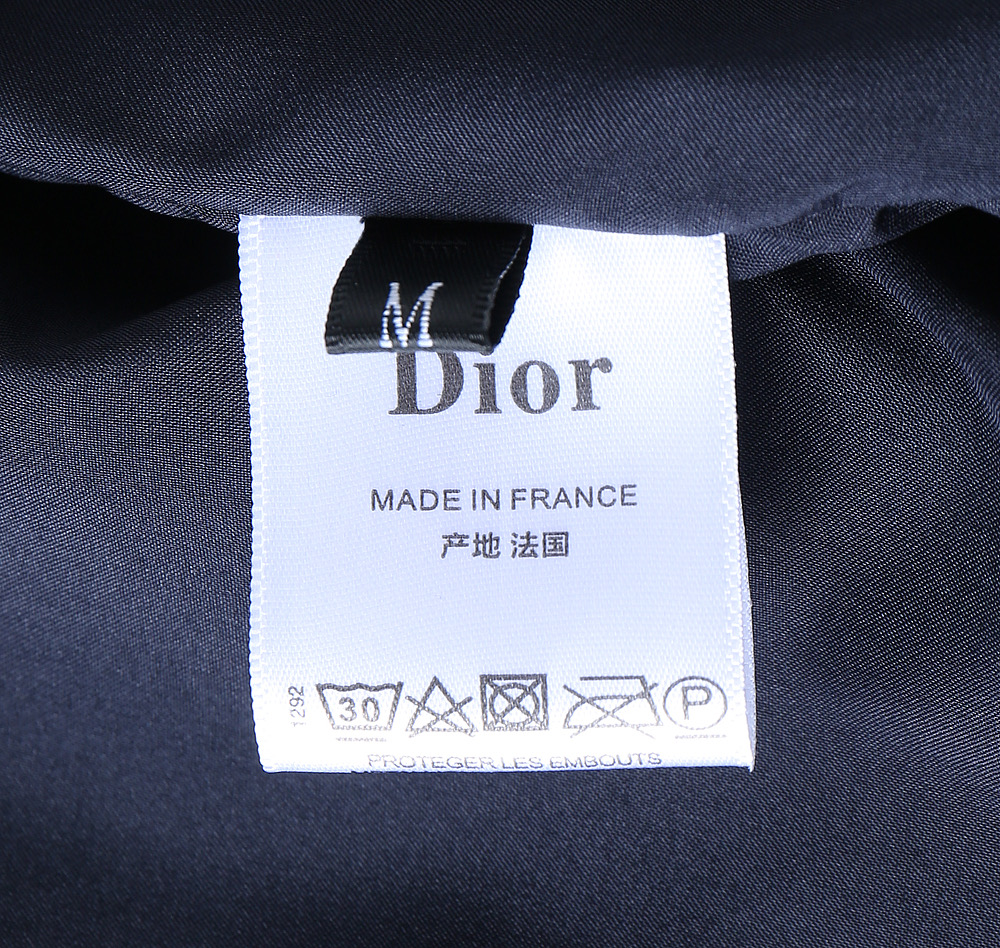 M
Dior
MADE IN FRANCE
产地 法国
1292
30
P
PROTEGER LES EMBOUTS